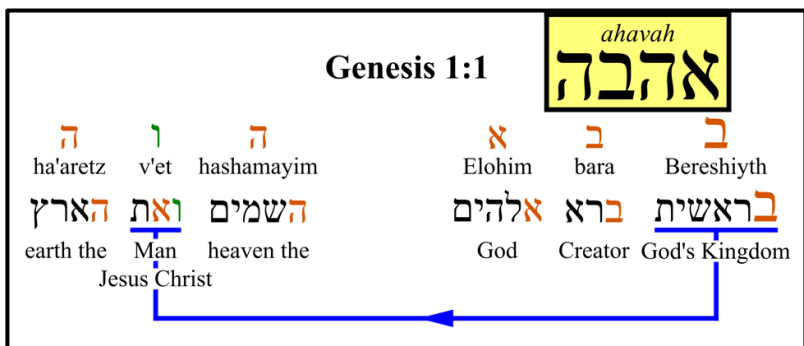 ahavah
אהבה
Genesis 1:1
ב ב א ה ו ה
ha'aretz v'et hashamayim Elohim bara Bereshiyth
בראשית ברא אלהים השמים ואת הארץ
earth the Man heaven the God Creator God's Kingdom
Jesus Christ